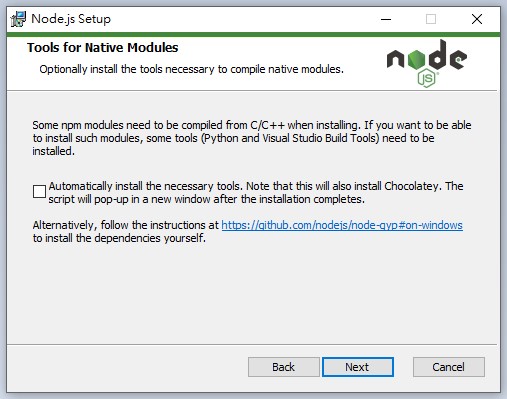 Node.js Setup
Tools for Native Modules
Optionally install the tools necessary to compile native modules.
node
JS
Some npm modules need to be compiled from C/C++ when installing. If you want to be able
to install such modules, some tools (Python and Visual Studio Build Tools) need to be
installed.
Automatically install the necessary tools. Note that this will also install Chocolatey. The
script will pop-up in a new window after the installation completes.
Alternatively, follow the instructions at https://github.com/nodejs/node-gyp#on-windows
to install the dependencies yourself.
Back
Next
Cancel